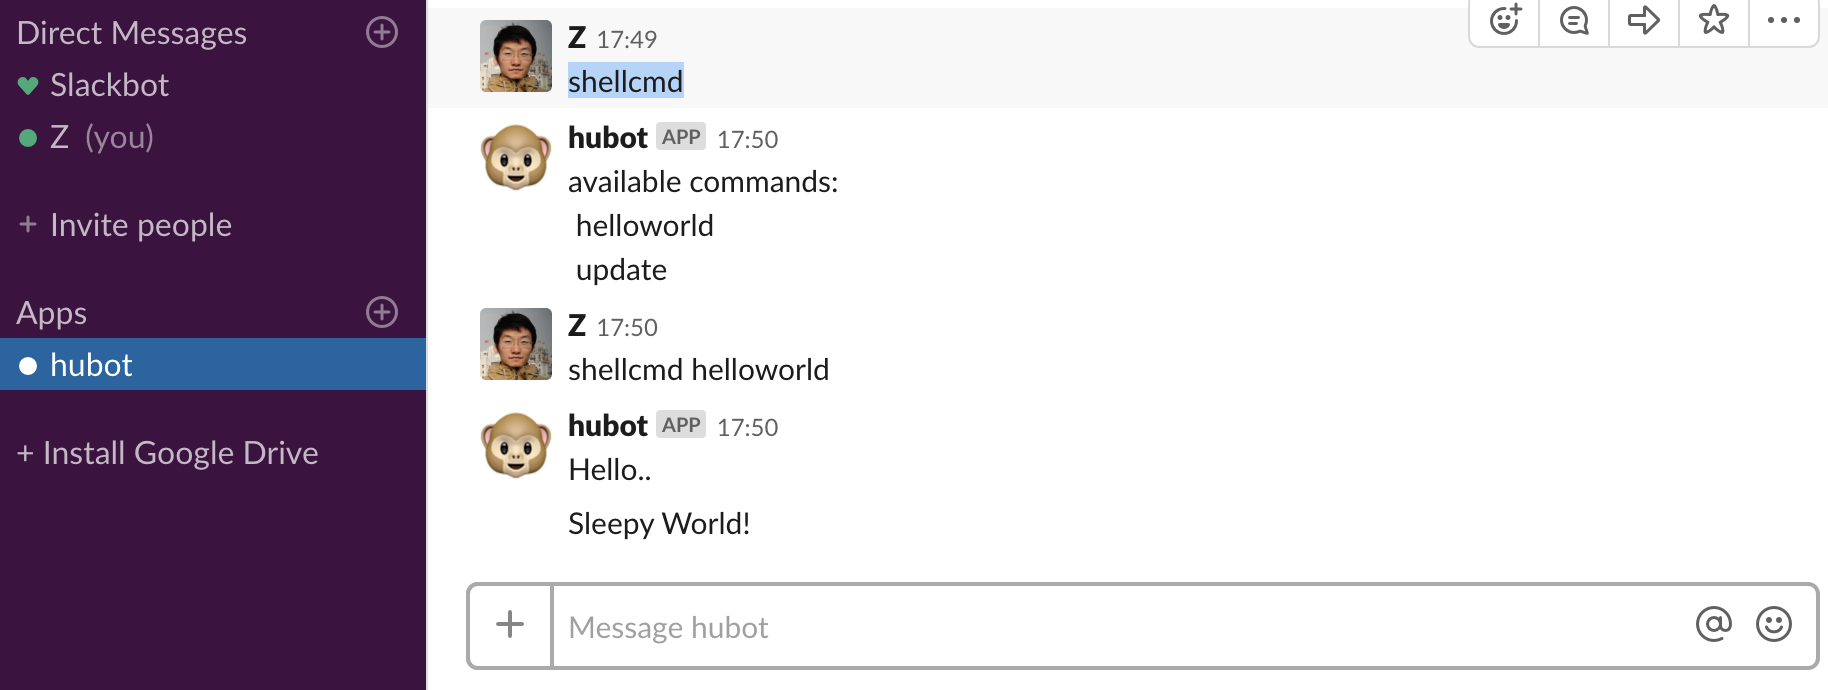 Direct Messages
Slackbot
Z (you)
+ Invite people
Apps
hubot
+ Install Google Drive
Z 17:49
shellcmd
hubot APP 17:50
available commands:
helloworld
update
Z 17:50
shellcmd helloworld
hubot APP 17:50
Hello..
Sleepy World!
Message hubot